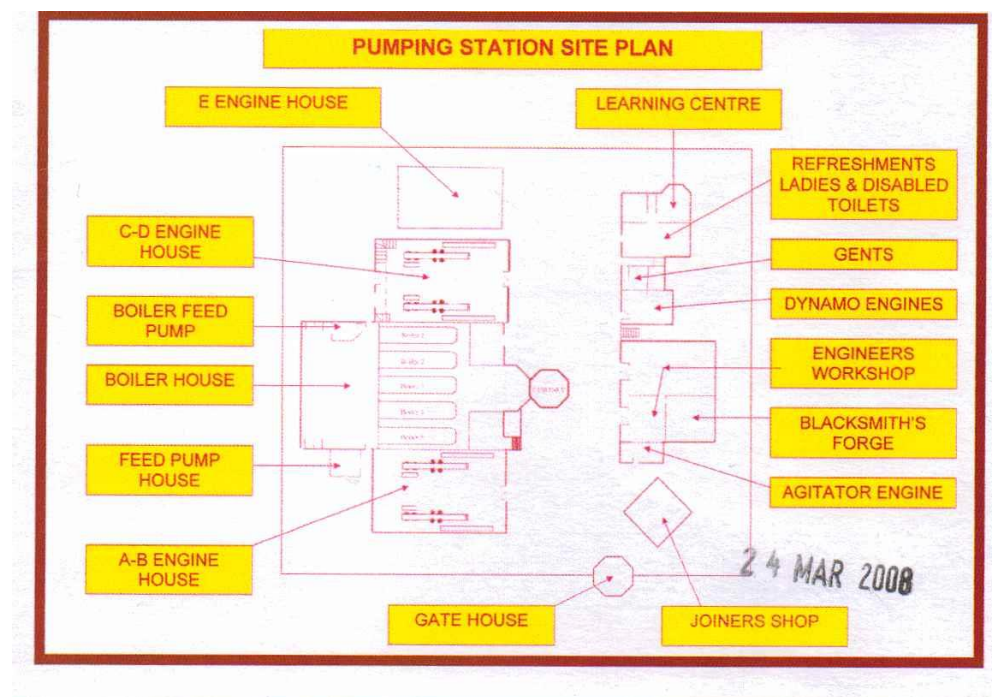 PUMPING STATION SITE PLAN
E ENGINE HOUSE
LEARNING CENTRE
REFRESHMENTS
LADIES & DISABLED
TOILETS
C-D ENGINE
HOUSE
GENTS
BOILER FEED
PUMP
DYNAMO ENGINES
BOILER HOUSE
ENGINEERS
WORKSHOP
BLACKSMITH'S
FORGE
FEED PUMP
HOUSE
AGITATOR ENGINE
A-B ENGINE
HOUSE
24 MAR 2008
GATE HOUSE
JOINERS SHOP